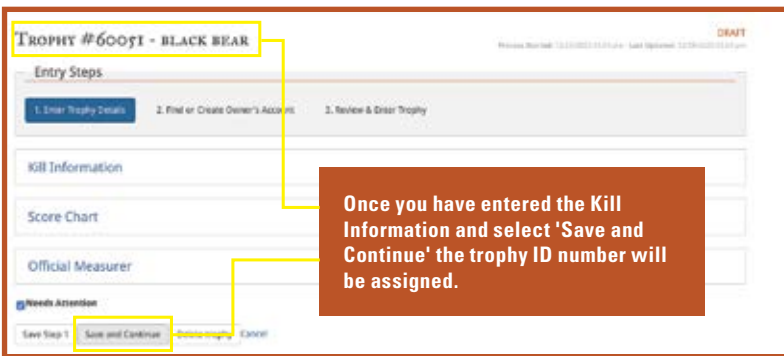 TROPHY #60051 - BLACK BEAR
DRAFT
Entry Steps
1. Enter Trophy Details
2. Find or Create Owner's Account
3. Review & Enter Trophy
Kill Information
Score Chart
Official Measurer
Needs Attention
Save Step 1
Save and Continue
Delete Trophy
Cancel
Once you have entered the Kill
Information and select 'Save and
Continue' the trophy ID number will
be assigned.